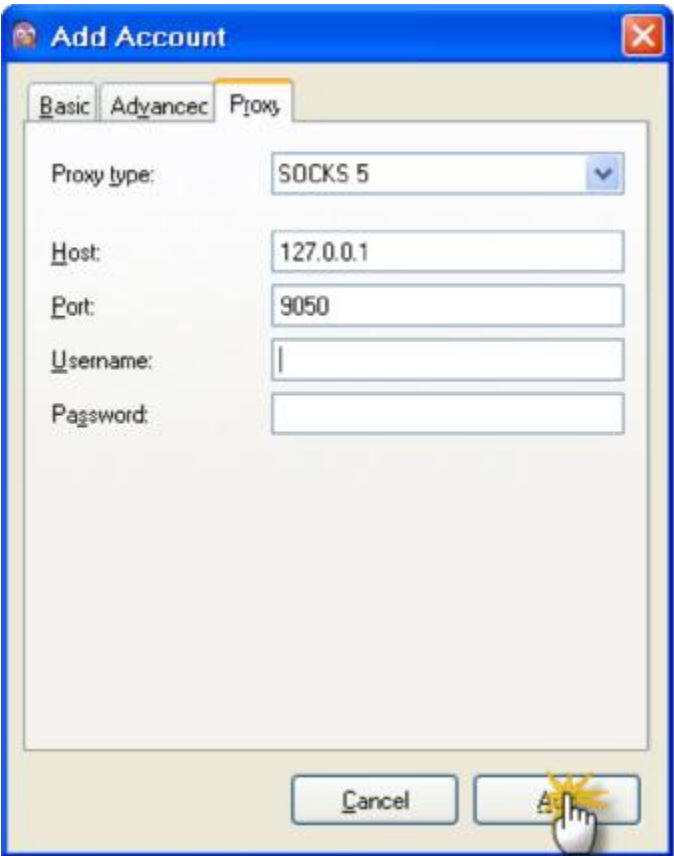 Add Account
Basic Advanced Proxy
Proxy type: SOCKS 5
Host: 127.0.0.1
Port: 9050
Username:
Password:
Cancel